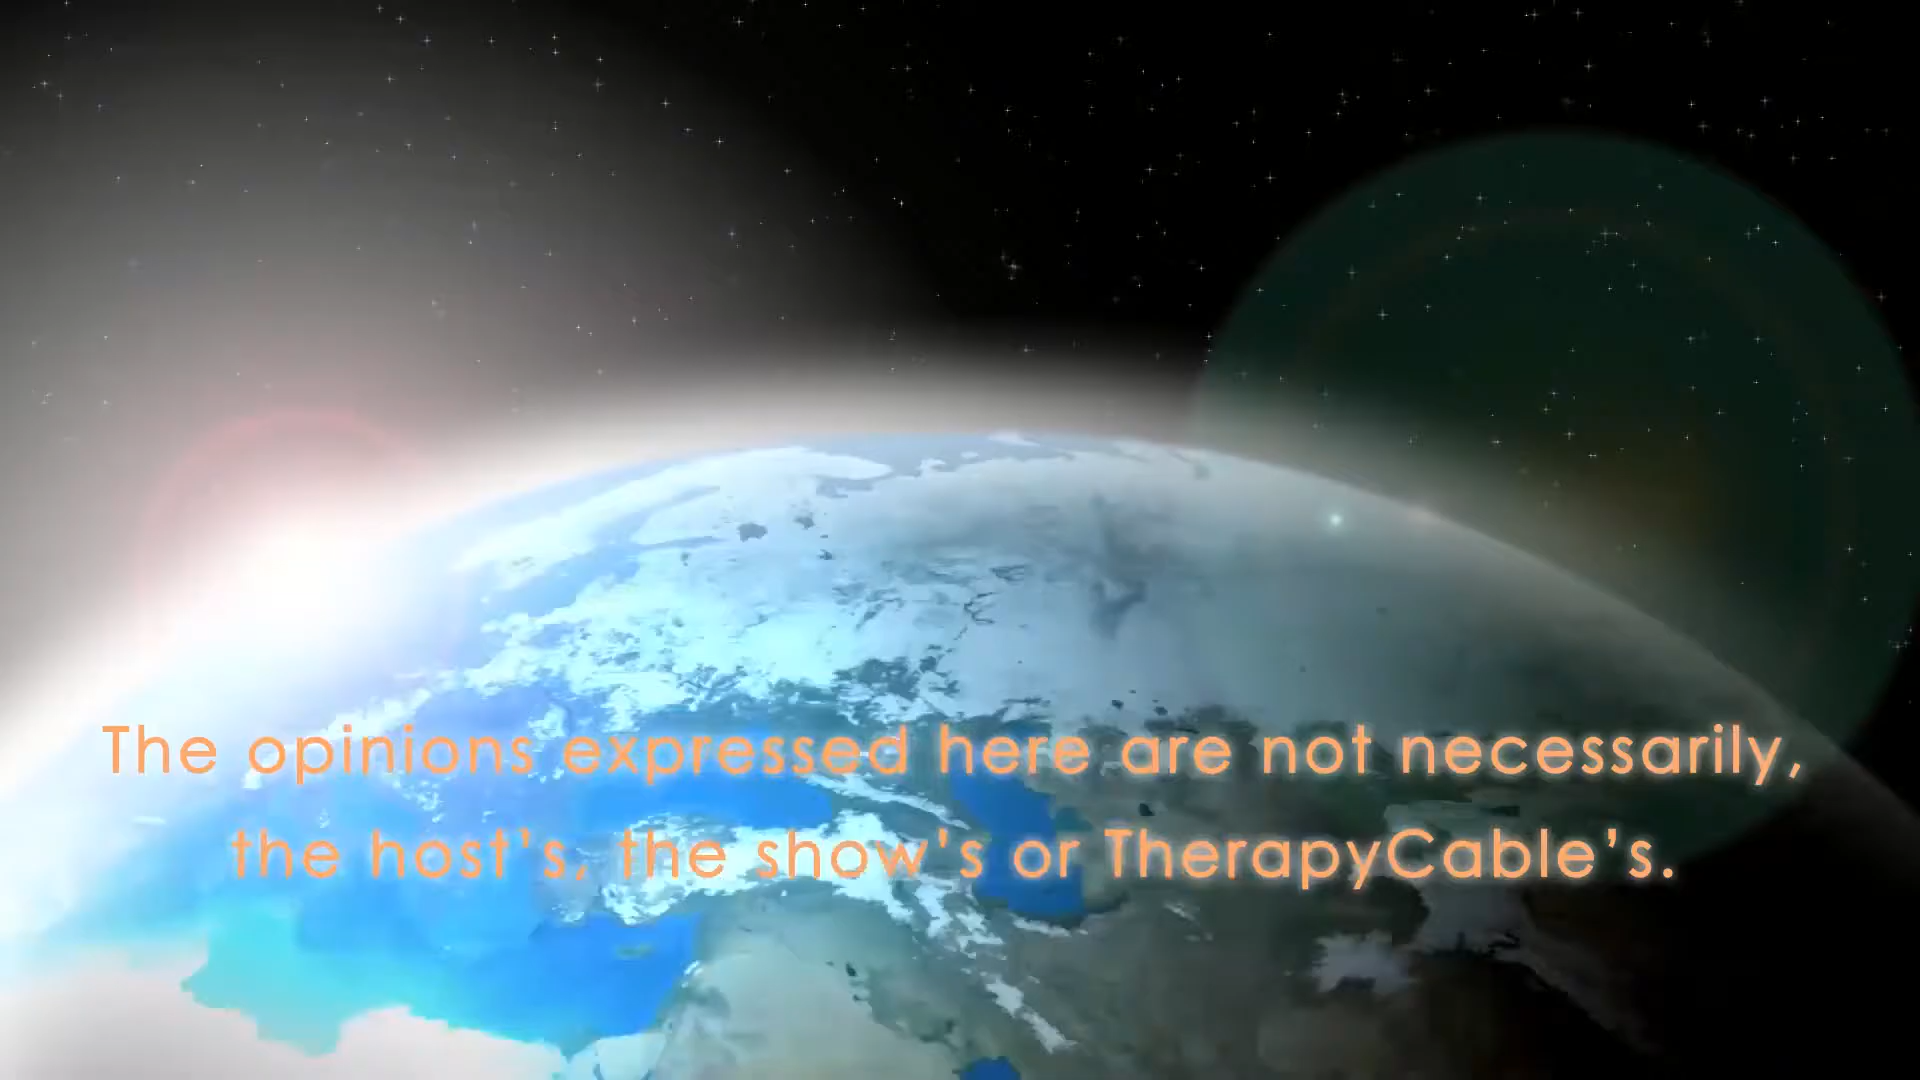 The opinions expressed here are not necessarily,
the host’s, the show’s or TherapyCable’s.